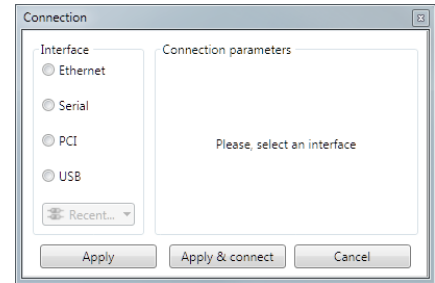 Connection
Interface
Connection parameters
Ethernet
Serial
PCI
Please, select an interface
USB
Recent...
Apply
Apply & connect
Cancel